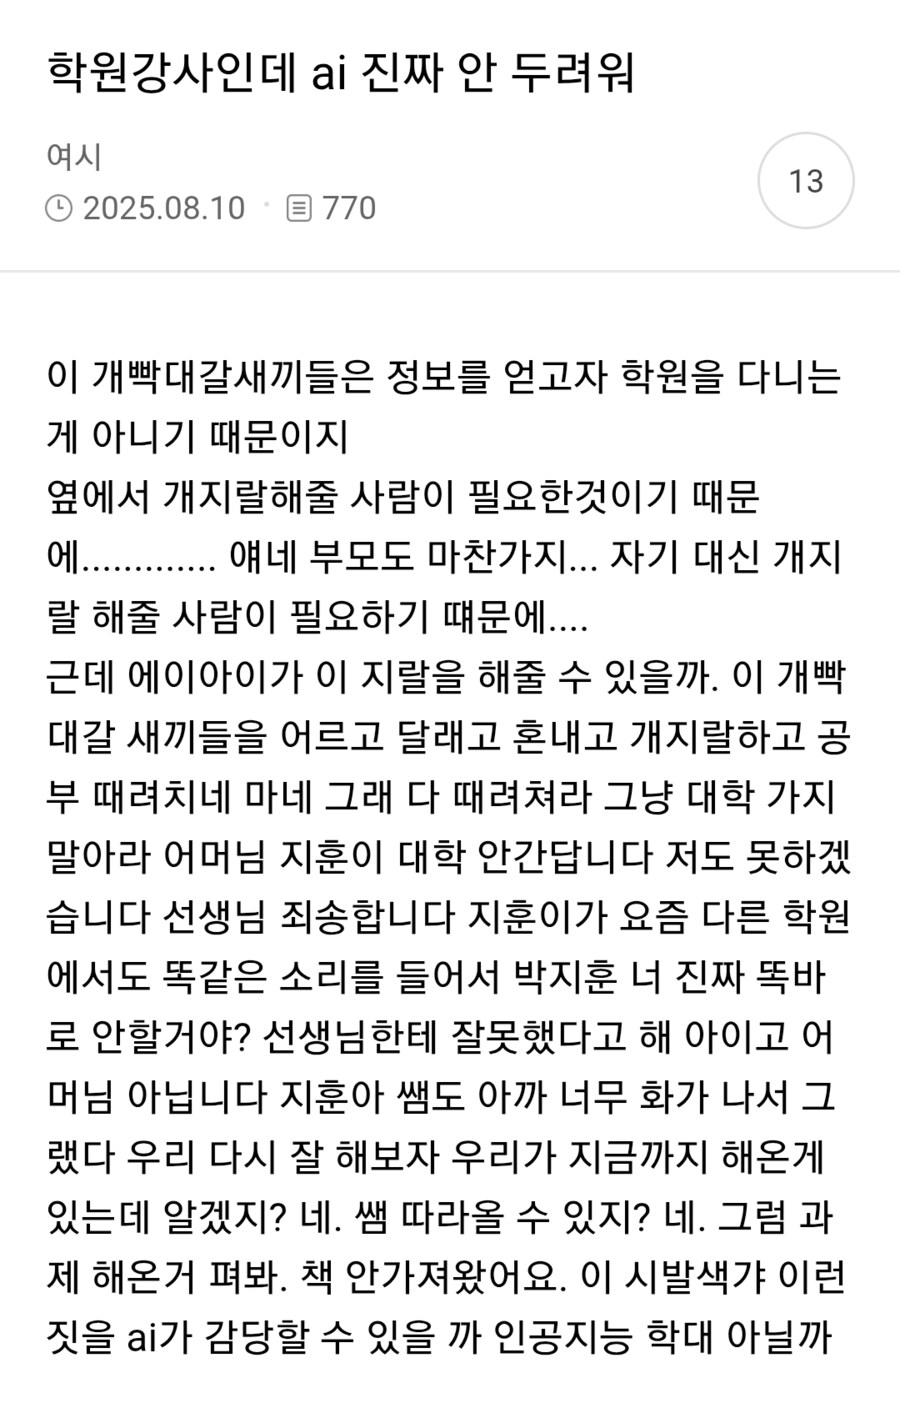 학원강사인데 ai 진짜 안 두려워
여시
2025.08.10 · 770
13
이 개빡대갈새끼들은 정보를 얻고자 학원을 다니는
게 아니기 때문이지
옆에서 개지랄해줄 사람이 필요한것이기 때문
에............. 얘네 부모도 마찬가지... 자기 대신 개지
랄 해줄 사람이 필요하기 떄문에....
근데 에이아이가 이 지랄을 해줄 수 있을까. 이 개빡
대갈 새끼들을 어르고 달래고 혼내고 개지랄하고 공
부 때려치네 마네 그래 다 때려쳐라 그냥 대학 가지
말아라 어머님 지훈이 대학 안간답니다 저도 못하겠
습니다 선생님 죄송합니다 지훈이가 요즘 다른 학원
에서도 똑같은 소리를 들어서 박지훈 너 진짜 똑바
로 안할거야? 선생님한테 잘못했다고 해 아이고 어
머님 아닙니다 지훈아 쌤도 아까 너무 화가 나서 그
랬다 우리 다시 잘 해보자 우리가 지금까지 해온게
있는데 알겠지? 네. 쌤 따라올 수 있지? 네. 그럼 과
제 해온거 펴봐. 책 안가져왔어요. 이 시발색갸 이런
짓을 ai가 감당할 수 있을 까 인공지능 학대 아닐까